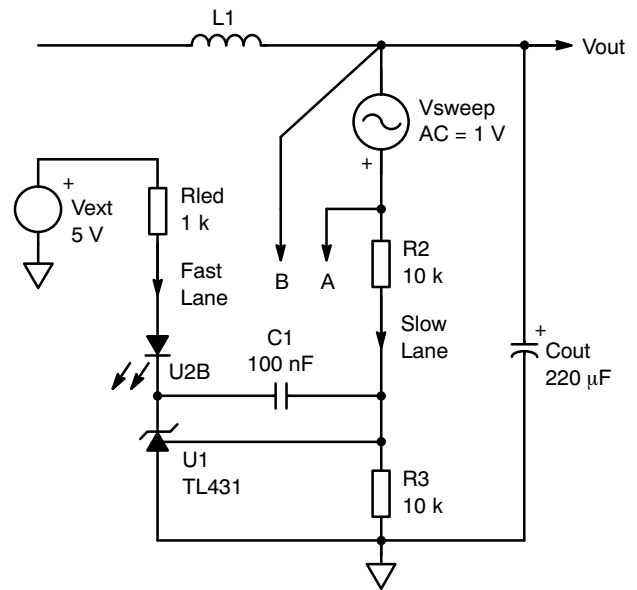 L1
Vout
Vsweep
AC = 1 V
+
+
Vext
5 V
Rled
1 k
B
A
R2
10 k
Fast
Lane
Slow
Lane
C1
100 nF
U2B
+
Cout
220 μF
U1
TL431
R3
10 k